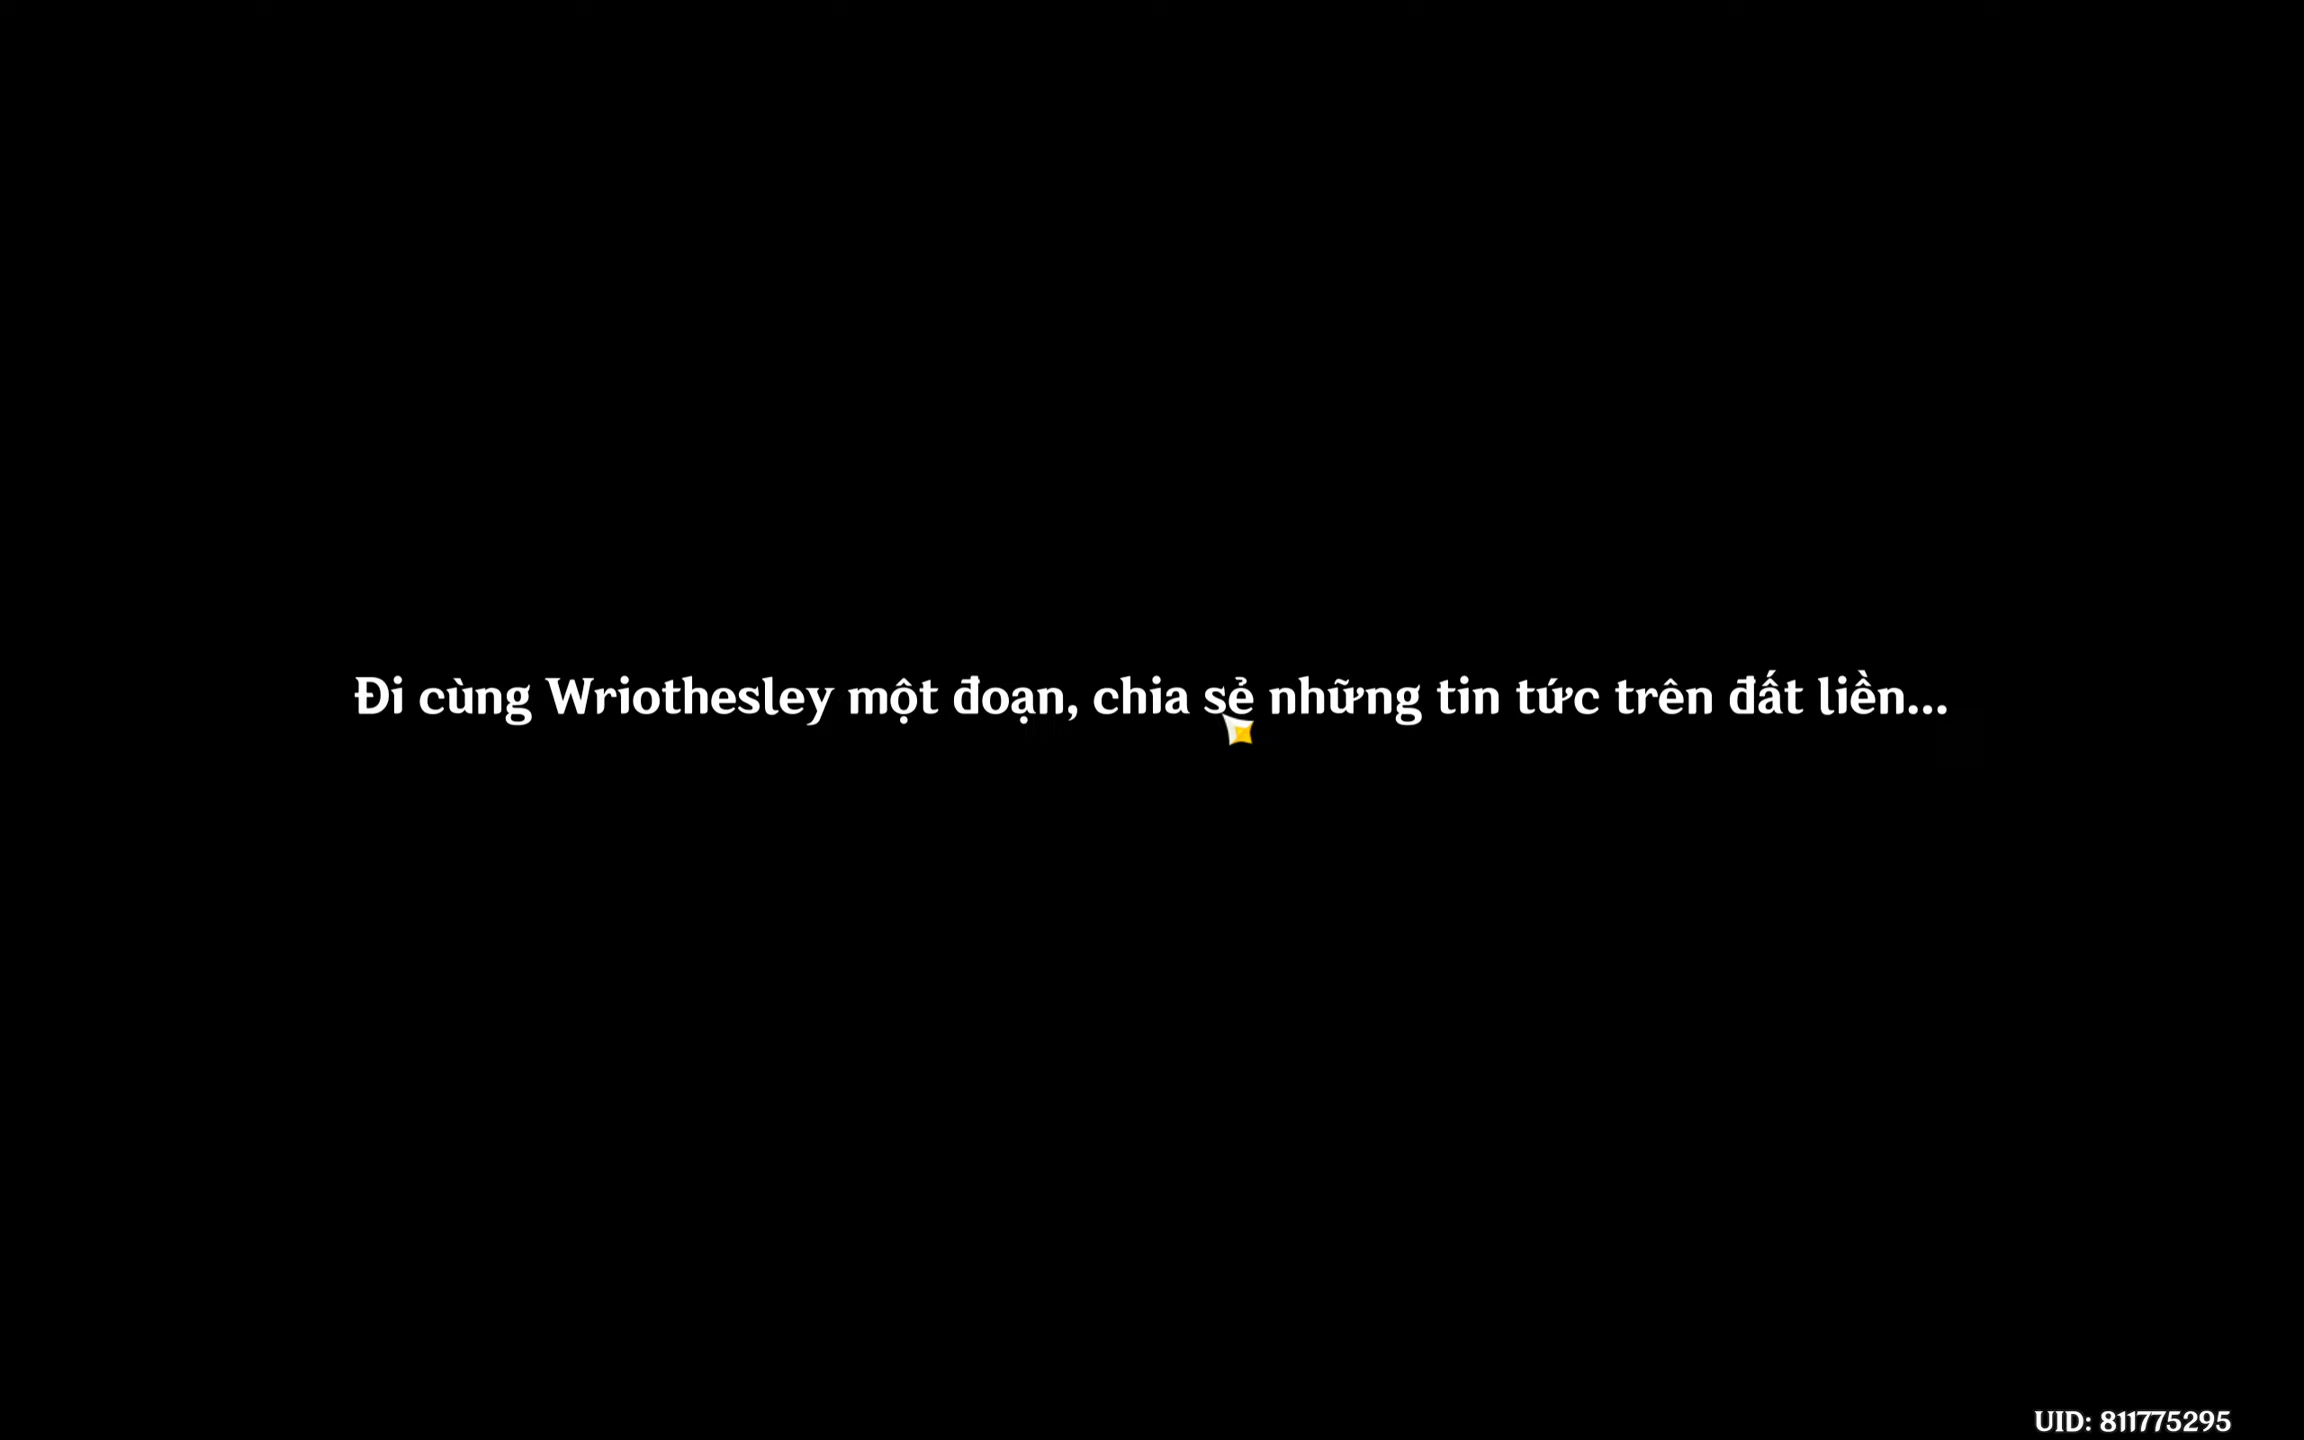 Đi cùng Wriothesley một đoạn, chia sẻ những tin tức trên đất liền...
UID: 811775295